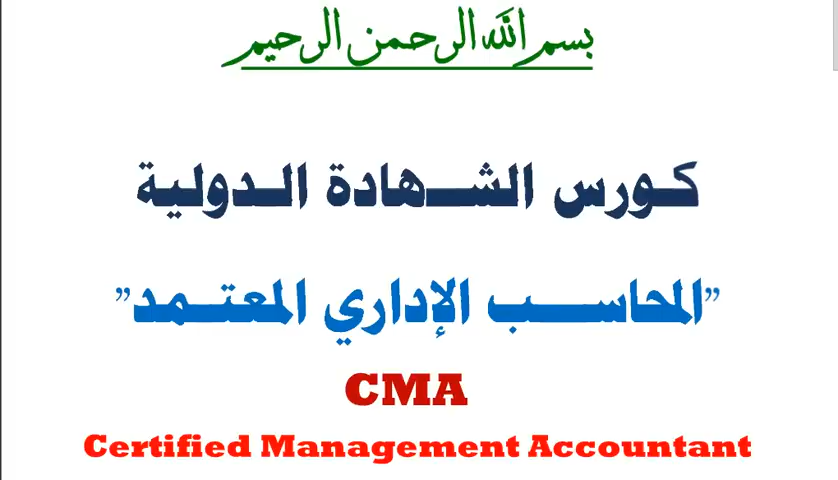 بسم الله الرحمن الرحيم
كورس الشهادة الدولية
"المحاسب الإداري المعتمد"
CMA
Certified Management Accountant